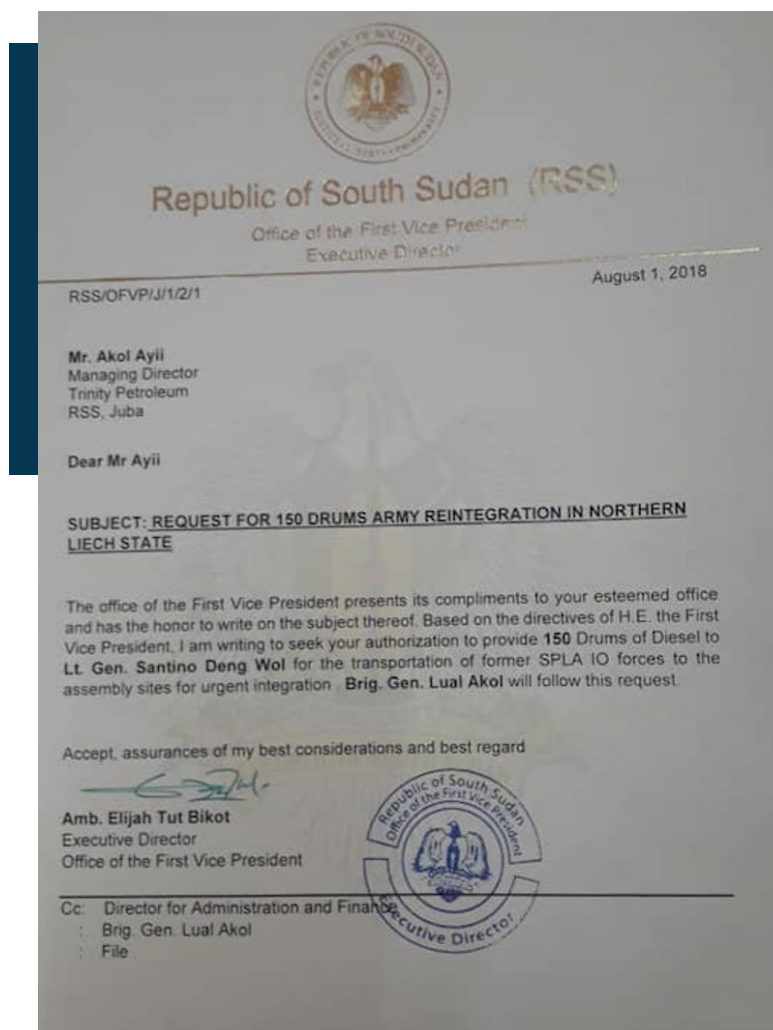 REPUBLIC OF SOUTH SUDAN
Republic of South Sudan (RSS)
Office of the First Vice President
Executive Director
August 1, 2018
RSS/OFVP/J/1/2/1
Mr. Akol Ayii
Managing Director
Trinity Petroleum
RSS, Juba
Dear Mr Ayii
SUBJECT: REQUEST FOR 150 DRUMS ARMY REINTEGRATION IN NORTHERN
LIECH STATE
The office of the First Vice President presents its compliments to your esteemed office
and has the honor to write on the subject thereof. Based on the directives of H.E. the First
Vice President, I am writing to seek your authorization to provide 150 Drums of Diesel to
Lt. Gen. Santino Deng Wol for the transportation of former SPLA IO forces to the
assembly sites for urgent integration . Brig. Gen. Lual Akol will follow this request
Accept, assurances of my best considerations and best regard
Amb. Elijah Tut Bikot
Executive Director
Office of the First Vice President
Republic of South Sudan
Office of the First Vice President
Executive Director
Cc: Director for Administration and Finance
: Brig. Gen. Lual Akol
: File